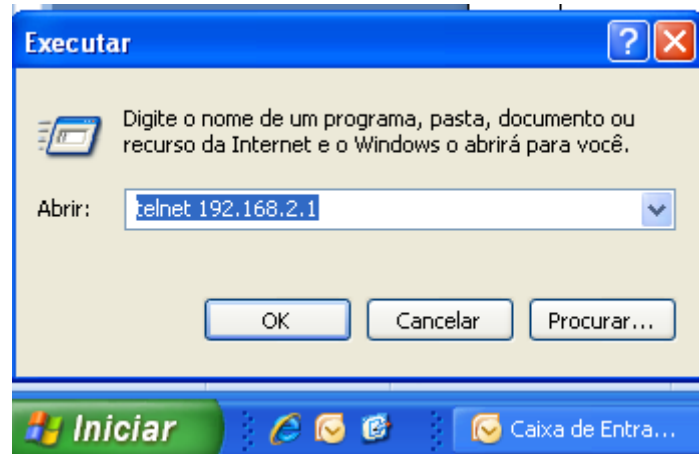 Executar
Digite o nome de um programa, pasta, documento ou
recurso da Internet e o Windows o abrirá para você.
Abrir:
telnet 192.168.2.1
OK
Cancelar
Procurar...
Iniciar
Caixa de Entra...